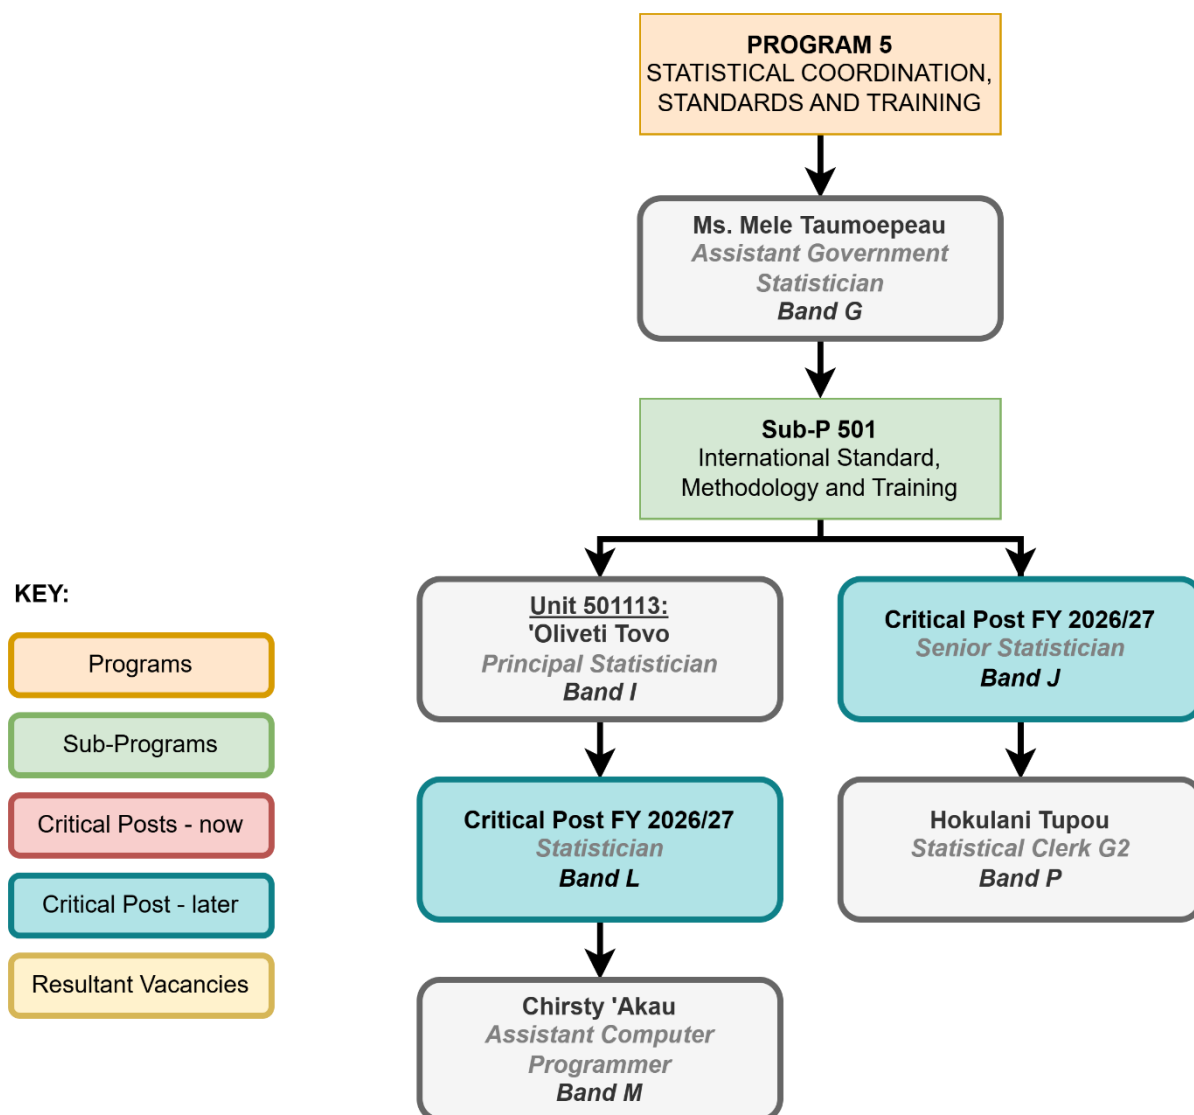 PROGRAM 5
STATISTICAL COORDINATION,
STANDARDS AND TRAINING
Ms. Mele Taumoepeau
Assistant Government
Statistician
Band G
Sub-P 501
International Standard,
Methodology and Training
Unit 501113:
'Oliveti Tovo
Principal Statistician
Band I
Critical Post FY 2026/27
Senior Statistician
Band J
Critical Post FY 2026/27
Statistician
Band L
Hokulani Tupou
Statistical Clerk G2
Band P
Chirsty 'Akau
Assistant Computer
Programmer
Band M
KEY:
Programs
Sub-Programs
Critical Posts - now
Critical Post - later
Resultant Vacancies